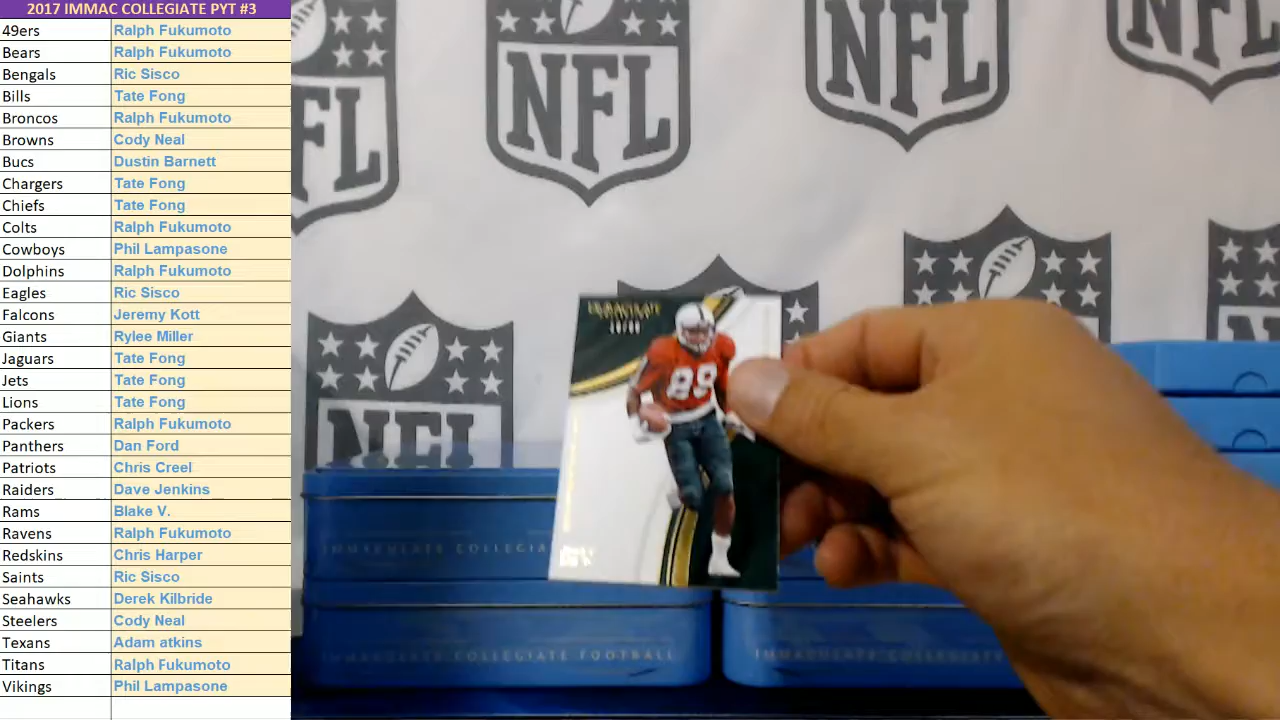 2017 IMMAC COLLEGIATE PYT #3
49ers Ralph Fukumoto
Bears Ralph Fukumoto
Bengals Ric Sisco
Bills Tate Fong
Broncos Ralph Fukumoto
Browns Cody Neal
Bucs Dustin Barnett
Chargers Tate Fong
Chiefs Tate Fong
Colts Ralph Fukumoto
Cowboys Phil Lampasone
Dolphins Ralph Fukumoto
Eagles Ric Sisco
Falcons Jeremy Kott
Giants Rylee Miller
Jaguars Tate Fong
Jets Tate Fong
Lions Tate Fong
Packers Ralph Fukumoto
Panthers Dan Ford
Patriots Chris Creel
Raiders Dave Jenkins
Rams Blake V.
Ravens Ralph Fukumoto
Redskins Chris Harper
Saints Ric Sisco
Seahawks Derek Kilbride
Steelers Cody Neal
Texans Adam atkins
Titans Ralph Fukumoto
Vikings Phil Lampasone
FL
NFL
NFL
NFL
NFL
IMMACULATE
89
IMMACULATE COLLEGIA
IMMACULATE COLLEGIATE FOOTBALL
IMMACULATE COLLEGIATE